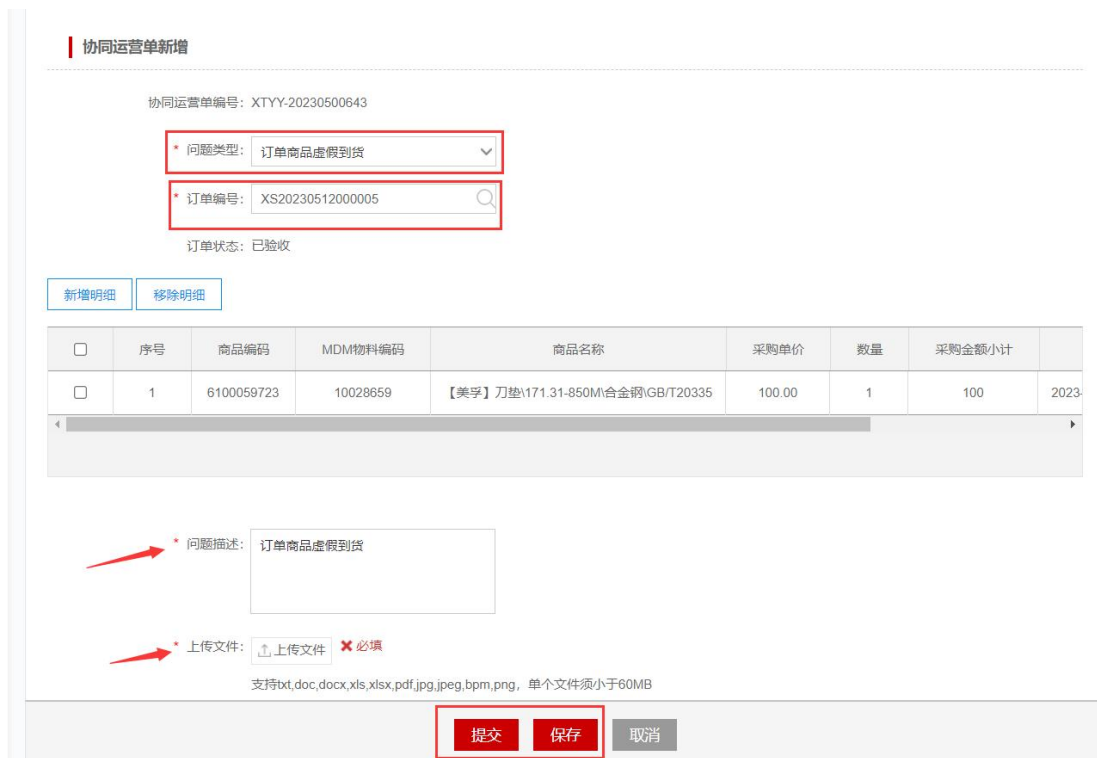 协同运营单新增
协同运营单编号：XTYY-20230500643
* 问题类型： 订单商品虚假到货
* 订单编号： XS20230512000005
订单状态：已验收
新增明细 移除明细
序号 商品编码 MDM物料编码 商品名称 采购单价 数量 采购金额小计
1 6100059723 10028659 【美孚】刀垫\171.31-850M\合金钢\GB/T20335 100.00 1 100 2023-
* 问题描述： 订单商品虚假到货
* 上传文件： 上传文件 ✖必填
支持txt,doc,docx,xls,xlsx,pdf,jpg,jpeg,bpm,png，单个文件须小于60MB
提交 保存 取消